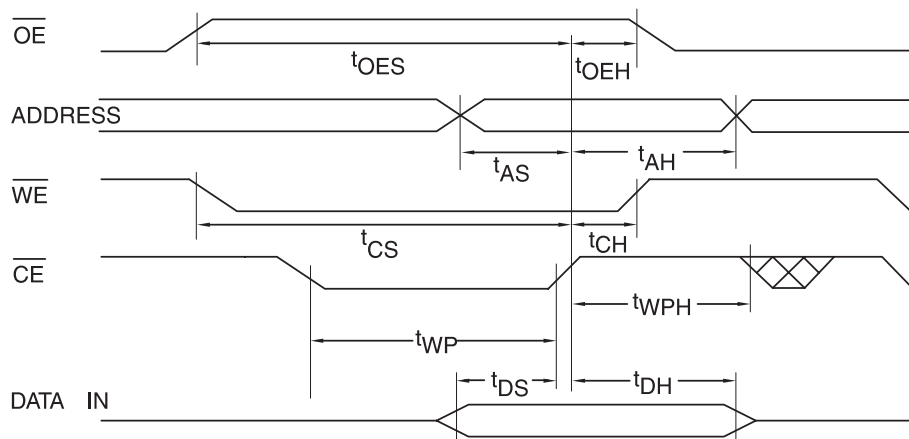 OE
tOES
tOEH
ADDRESS
tAS
tAH
WE
tCS
tCH
CE
tWPH
tWP
tDS
tDH
DATA IN